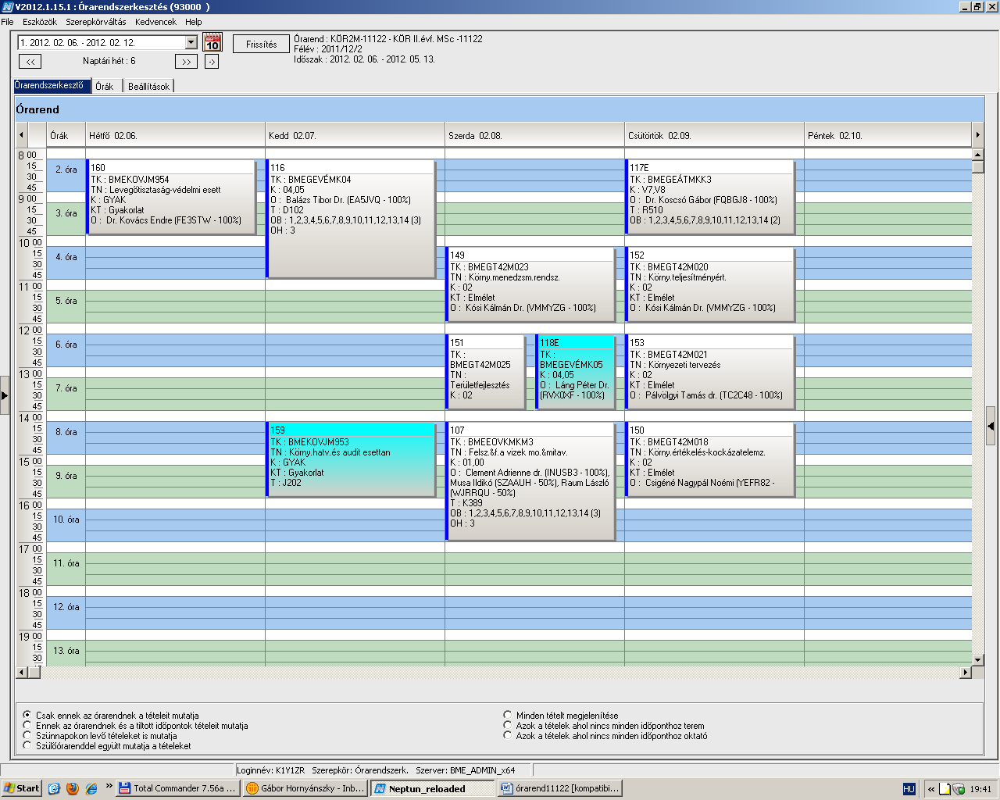 V2012.1.15.1 : Órarendszerkesztés (93000  )
File Eszközök Szerepkörváltás Kedvencek Help
1. 2012. 02. 06. - 2012. 02. 12.
10
Frissítés
Órarend : KÖR2M-11122 - KÖR II.évf. MSc -11122
Félév : 2011/12/2
Időszak : 2012. 02. 06. - 2012. 05. 13.
<< Naptári hét : 6 >> ->
Órarendszerkesztő Órák Beállítások
Órarend
Órák Hétfő 02.06. Kedd 02.07. Szerda 02.08. Csütörtök 02.09. Péntek 02.10.
8 00
15
30
45
9 00
15
30
45
10 00
15
30
45
11 00
15
30
45
12 00
15
30
45
13 00
15
30
45
14 00
15
30
45
15 00
15
30
45
16 00
15
30
45
17 00
15
30
45
18 00
15
30
45
19 00
15
30
2. óra
3. óra
4. óra
5. óra
6. óra
7. óra
8. óra
9. óra
10. óra
11. óra
12. óra
13. óra
160
TK : BMEKOVJM954
TN : Levegőtisztaság-védelmi esett
K : GYAK
KT : Gyakorlat
O : Dr. Kovács Endre (FE3STW - 100%)
116
TK : BMEGEVÉMK04
K : 04,05
O : Balázs Tibor Dr. (EA5JVQ - 100%)
T : D102
OB : 1,2,3,4,5,6,7,8,9,10,11,12,13,14 (3)
OH : 3
159
TK : BMEKOVJM953
TN : Körny.hatv.és audit esettan
K : GYAK
KT : Gyakorlat
T : J202
149
TK : BMEGT42M023
TN : Körny.menedzsm.rendsz.
K : 02
KT : Elmélet
O : Kósi Kálmán Dr. (VMMYZG - 100%)
151
TK :
BMEGT42M025
TN :
Területfejlesztés
K : 02
118E
TK :
BMEGEVÉMK05
K : 04,05
O : Láng Péter Dr.
(RVX0XF - 100%)
107
TK : BMEEOVKMKM3
TN : Felsz.&f.a vizek mo.&mitav.
K : 01,00
O : Clement Adrienne dr. (INUSB3 - 100%),
Musa Ildikó (SZAAUH - 50%), Raum László
(WJRRQU - 50%)
T : K389
OB : 1,2,3,4,5,6,7,8,9,10,11,12,13,14 (3)
OH : 3
117E
TK : BMEGEÁTMKK3
K : V7,V8
O : Dr. Koscsó Gábor (FQBGJ8 - 100%)
T : R510
OB : 1,2,3,4,5,6,7,8,9,10,11,12,13,14 (2)
152
TK : BMEGT42M020
TN : Körny.teljesítményért.
K : 02
KT : Elmélet
O : Kósi Kálmán Dr. (VMMYZG - 100%)
153
TK : BMEGT42M021
TN : Környezeti tervezés
K : 02
KT : Elmélet
O : Pálvölgyi Tamás dr. (TC2C48 - 100%)
150
TK : BMEGT42M018
TN : Körny.értékelés-kockázatelemz.
K : 02
KT : Elmélet
O : Csigéné Nagypál Noémi (YEFR82 -
Csak ennek az órarendnek a tételeit mutatja
Ennek az órarendnek és a tiltott időpontok tételeit mutatja
Szünnapokon levő tételeket is mutatja
Szülőórarenddel együtt mutatja a tételeket
Minden tételt megjelenítése
Azok a tételek ahol nincs minden időponthoz terem
Azok a tételek ahol nincs minden időponthoz oktató
Loginnév: K1Y1ZR Szerepkör: Órarendszerk. Szerver: BME_ADMIN_x64
Start » Total Commander 7.56a ... Gábor Hornyánszky - Inb... Neptun_reloaded órarend11122 [kompatibi... HU « 19:41